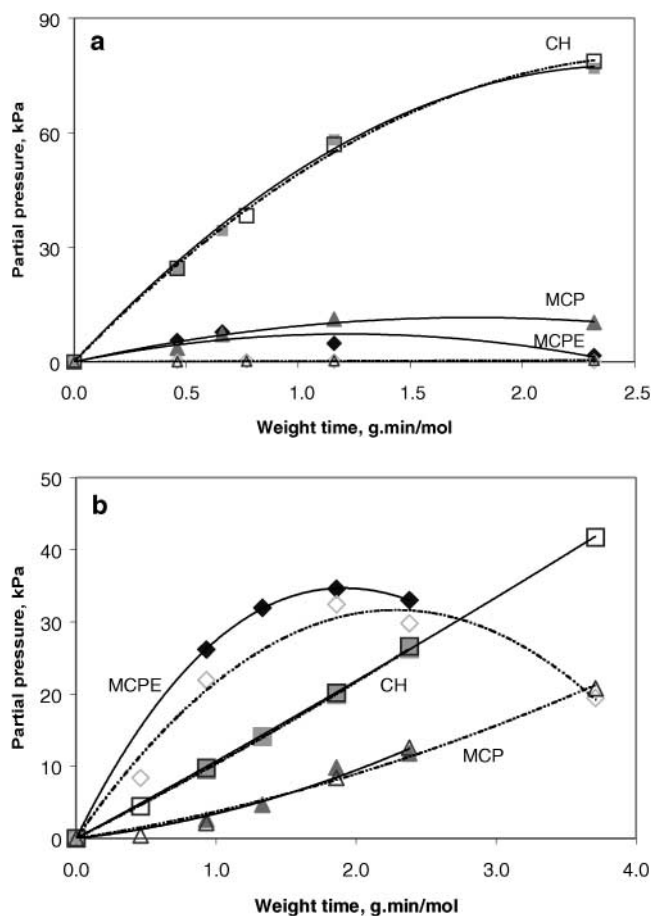 a
90
60
30
0
Partial pressure, kPa
CH
MCP
MCPE
0.0 0.5 1.0 1.5 2.0 2.5
Weight time, g.min/mol
b
50
40
30
20
10
0
Partial pressure, kPa
MCPE
CH
MCP
0.0 1.0 2.0 3.0 4.0
Weight time, g.min/mol